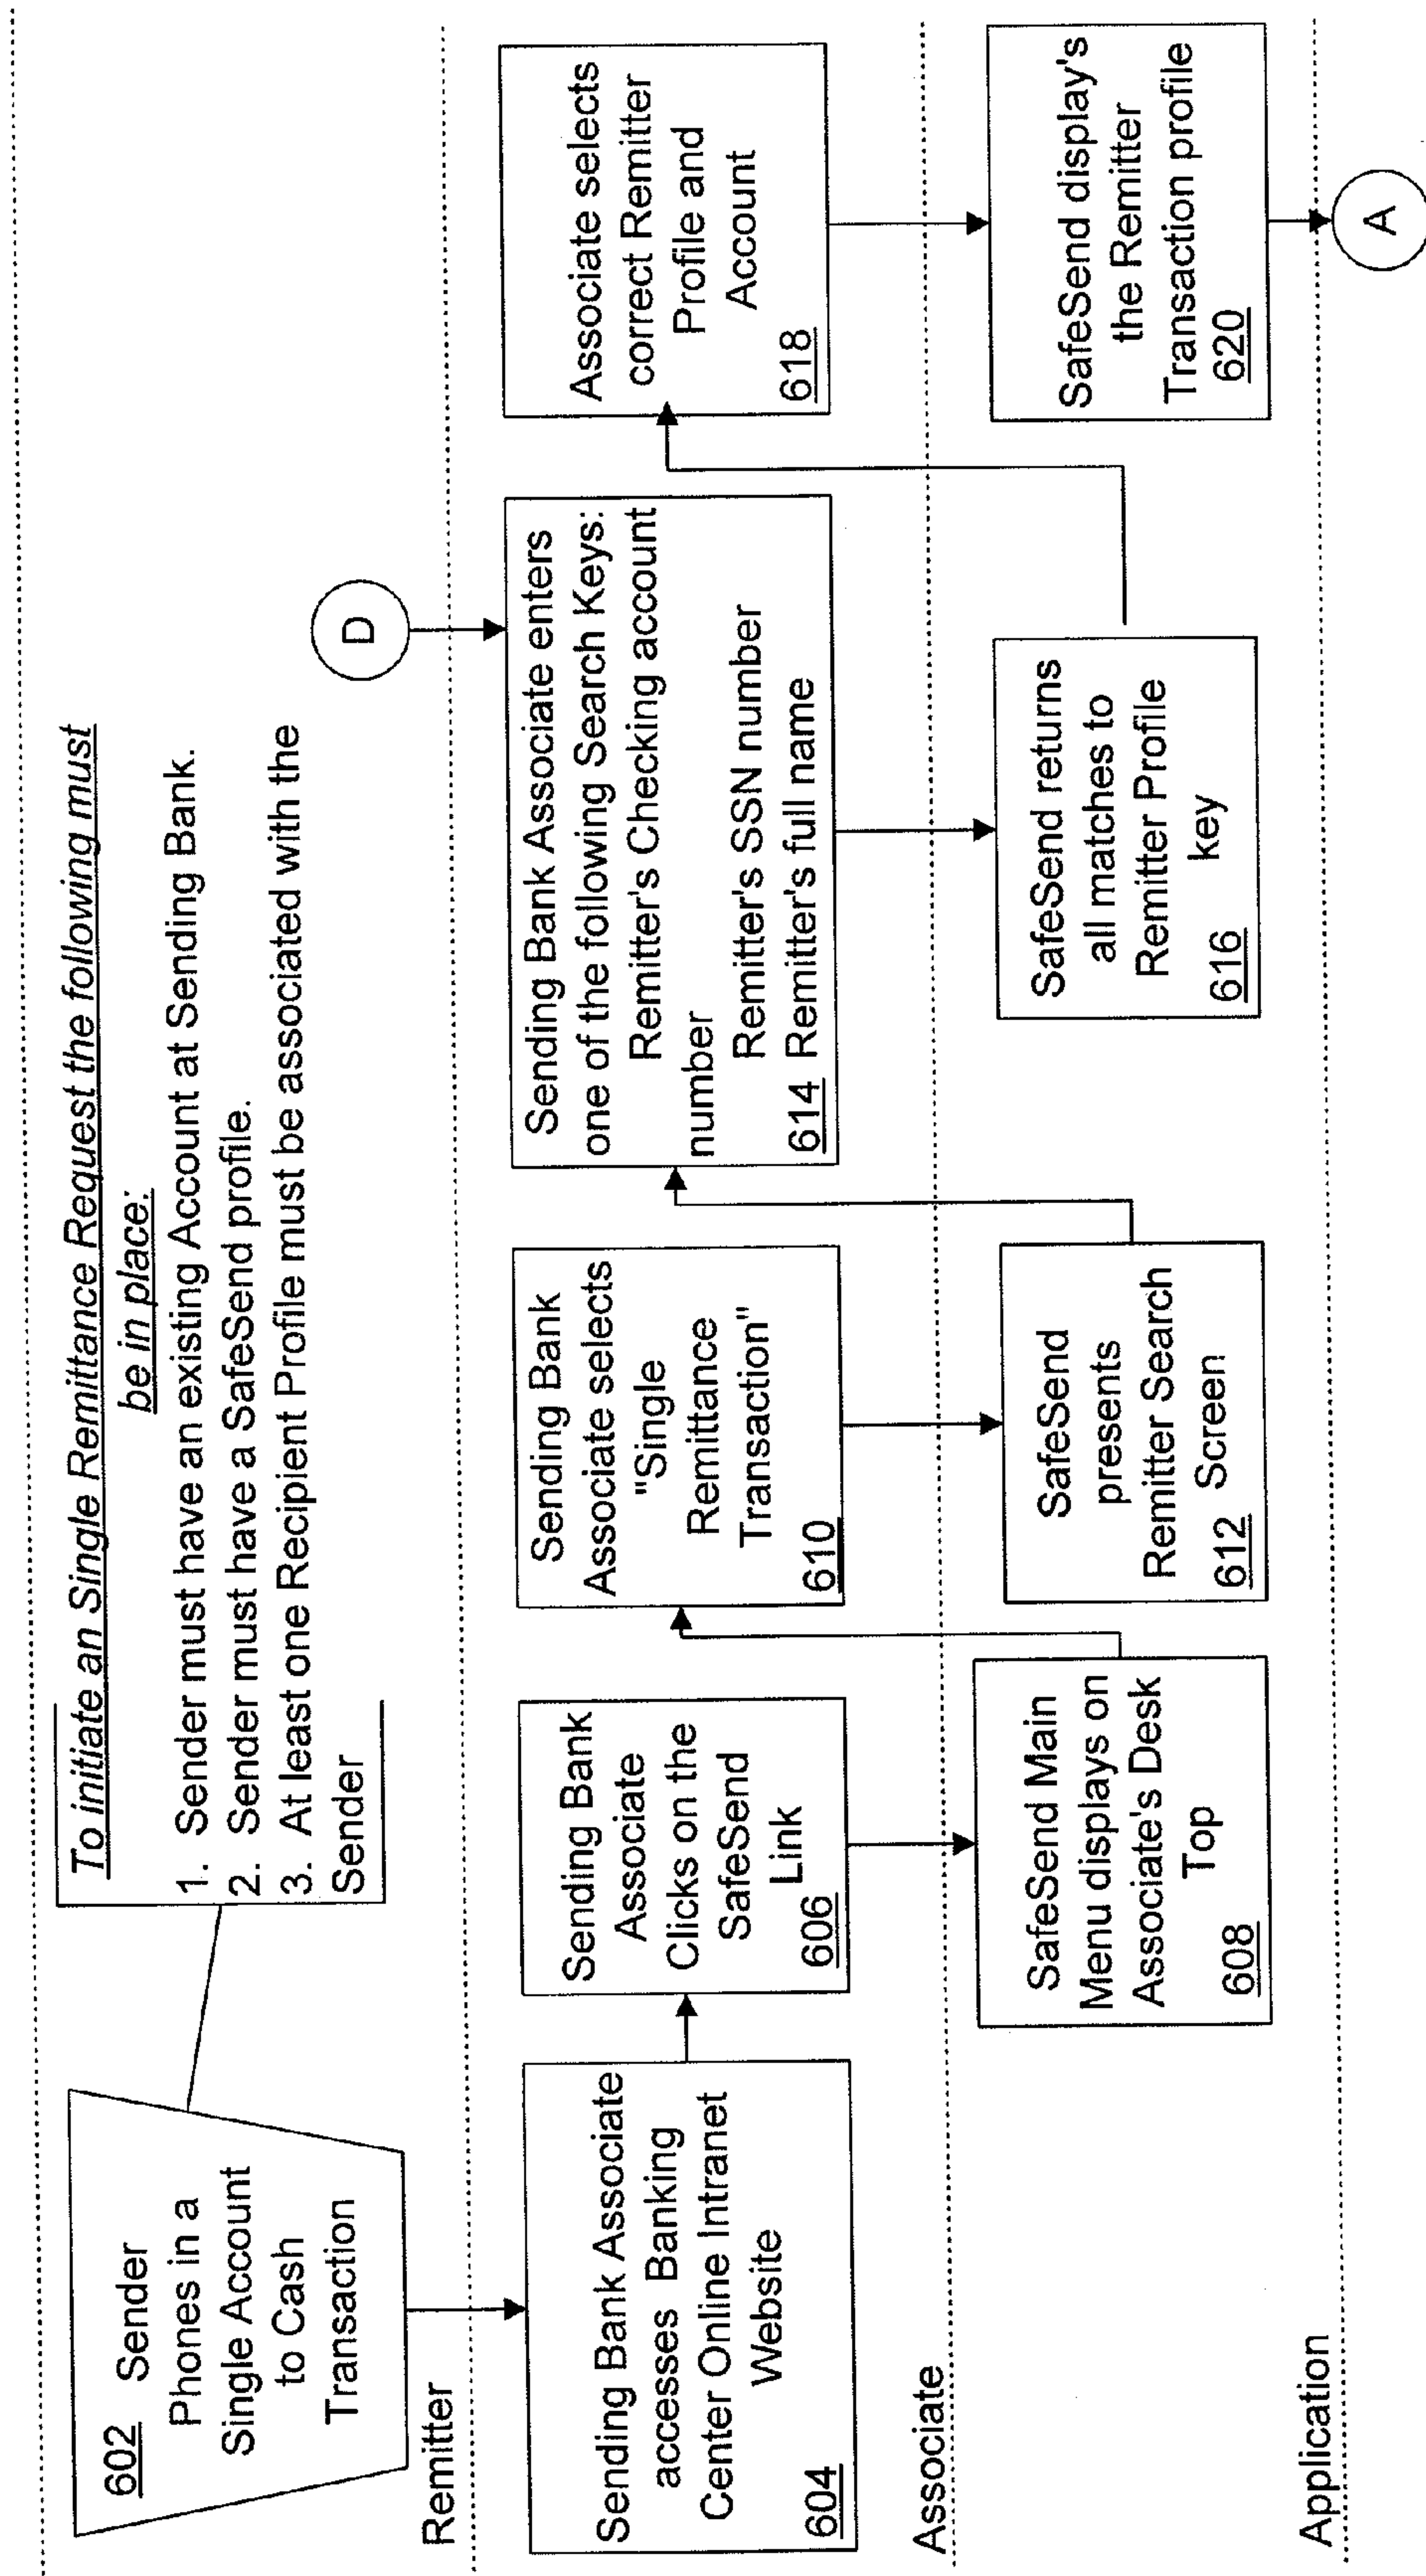 To initiate an Single Remittance Request the following must
be in place:
1. Sender must have an existing Account at Sending Bank.
2. Sender must have a SafeSend profile.
3. At least one Recipient Profile must be associated with the
Sender
602 Sender
Phones in a
Single Account
to Cash
Transaction
Remitter
D
Sending Bank Associate
accesses Banking
Center Online Intranet
Website
604
Sending Bank
Associate
Clicks on the
SafeSend
Link
606
Sending Bank
Associate selects
"Single
Remittance
Transaction"
610
Sending Bank Associate enters
one of the following Search Keys:
Remitter's Checking account
number
Remitter's SSN number
614 Remitter's full name
Associate selects
correct Remitter
Profile and
Account
618
Associate
SafeSend Main
Menu displays on
Associate's Desk
Top
608
SafeSend
presents
Remitter Search
612 Screen
SafeSend returns
all matches to
Remitter Profile
key
616
SafeSend display's
the Remitter
Transaction profile
620
Application
A